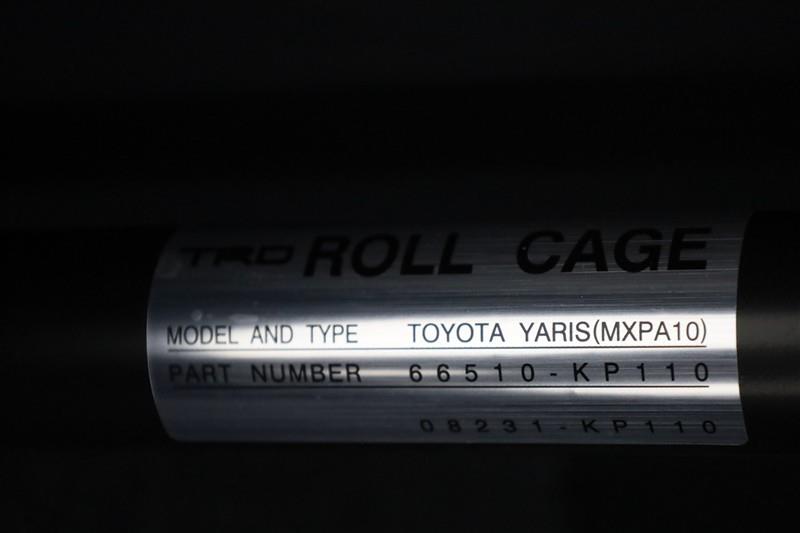 TRD ROLL CAGE
MODEL AND TYPE TOYOTA YARIS(MXPA10)
PART NUMBER 66510-KP110
08231-KP110